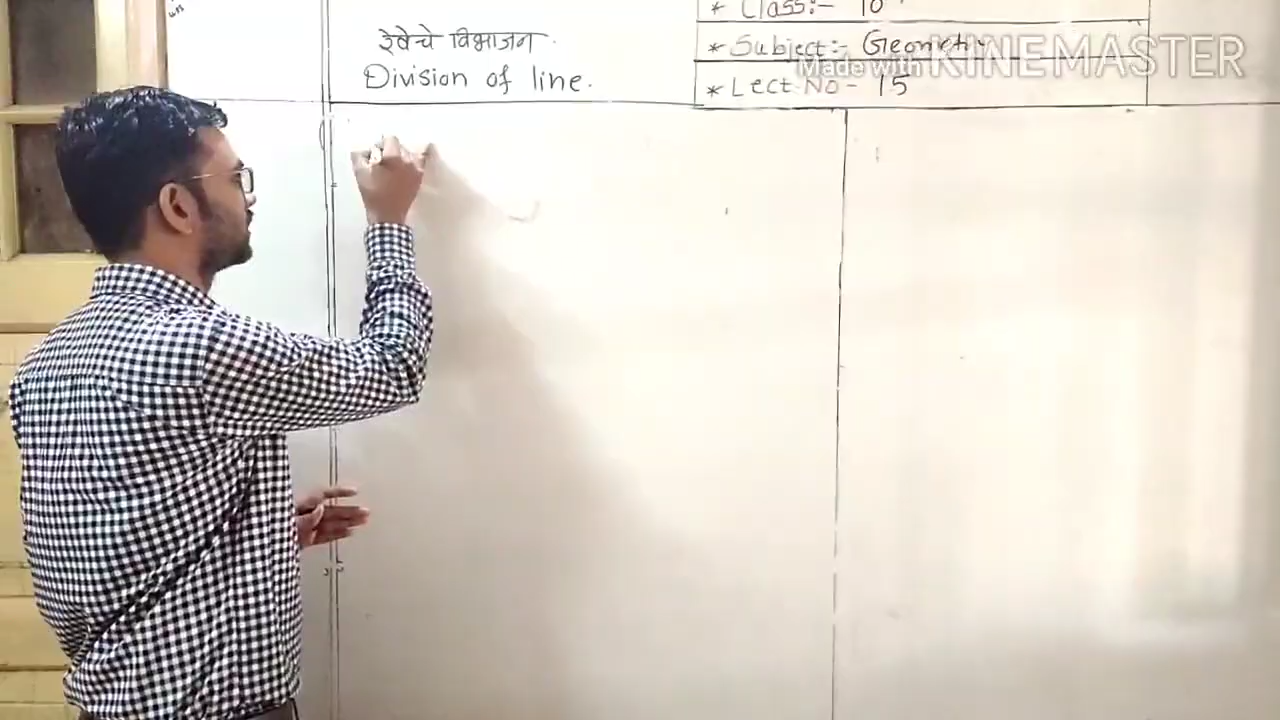 रेषेचे विभाजन.
Division of line.
* Class:- 10
* Subject:- Geometry
* Lect No- 15
Made with KINEMASTER